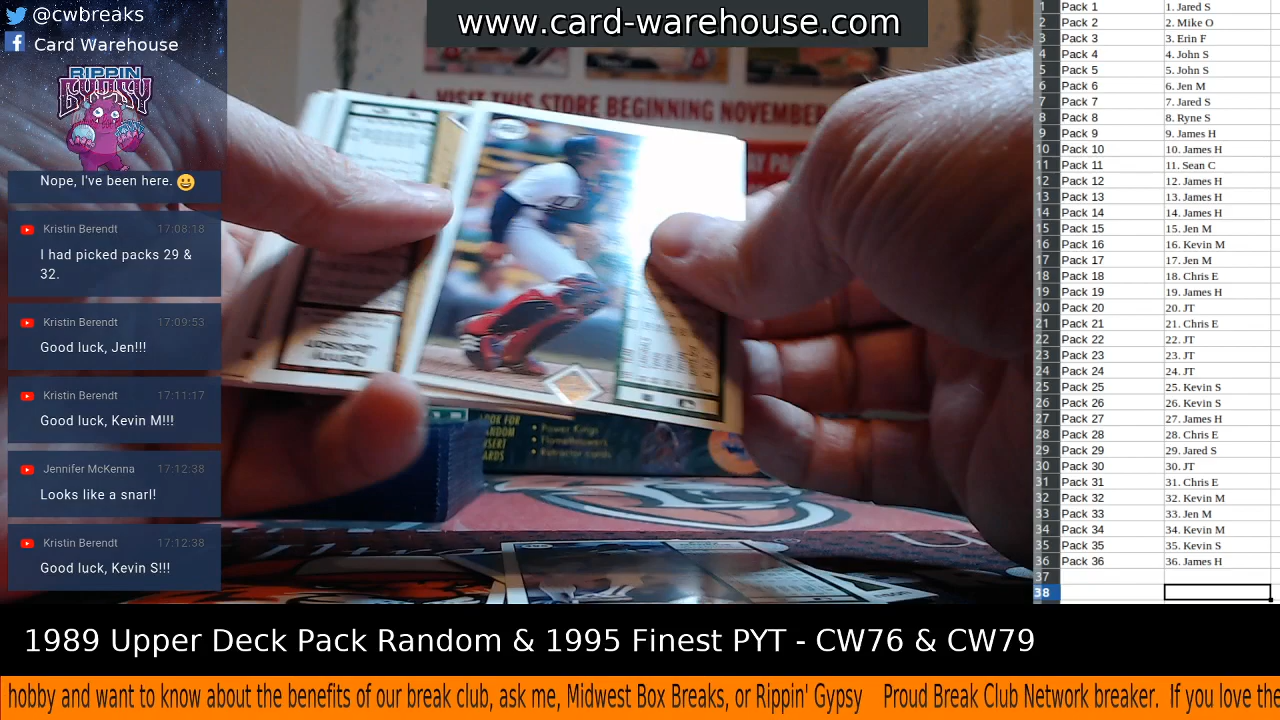 @cwbreaks
Card Warehouse
RIPPIN
GYPSY
Nope, I've been here. 😀
Kristin Berendt 17:08:18
I had picked packs 29 &
32.
Kristin Berendt 17:09:53
Good luck, Jen!!!
Kristin Berendt 17:11:17
Good luck, Kevin M!!!
Jennifer McKenna 17:12:38
Looks like a snarl!
Kristin Berendt 17:12:38
Good luck, Kevin S!!!
www.card-warehouse.com
VISIT THIS STORE BEGINNING NOVEMBER
• Power Kings
• Flamethrowers
• Refractor cards
1 Pack 1 1. Jared S
2 Pack 2 2. Mike O
3 Pack 3 3. Erin F
4 Pack 4 4. John S
5 Pack 5 5. John S
6 Pack 6 6. Jen M
7 Pack 7 7. Jared S
8 Pack 8 8. Ryne S
9 Pack 9 9. James H
10 Pack 10 10. James H
11 Pack 11 11. Sean C
12 Pack 12 12. James H
13 Pack 13 13. James H
14 Pack 14 14. James H
15 Pack 15 15. Jen M
16 Pack 16 16. Kevin M
17 Pack 17 17. Jen M
18 Pack 18 18. Chris E
19 Pack 19 19. James H
20 Pack 20 20. JT
21 Pack 21 21. Chris E
22 Pack 22 22. JT
23 Pack 23 23. JT
24 Pack 24 24. JT
25 Pack 25 25. Kevin S
26 Pack 26 26. Kevin S
27 Pack 27 27. James H
28 Pack 28 28. Chris E
29 Pack 29 29. Jared S
30 Pack 30 30. JT
31 Pack 31 31. Chris E
32 Pack 32 32. Kevin M
33 Pack 33 33. Jen M
34 Pack 34 34. Kevin M
35 Pack 35 35. Kevin S
36 Pack 36 36. James H
37
38
1989 Upper Deck Pack Random & 1995 Finest PYT - CW76 & CW79
hobby and want to know about the benefits of our break club, ask me, Midwest Box Breaks, or Rippin' Gypsy Proud Break Club Network breaker. If you love the